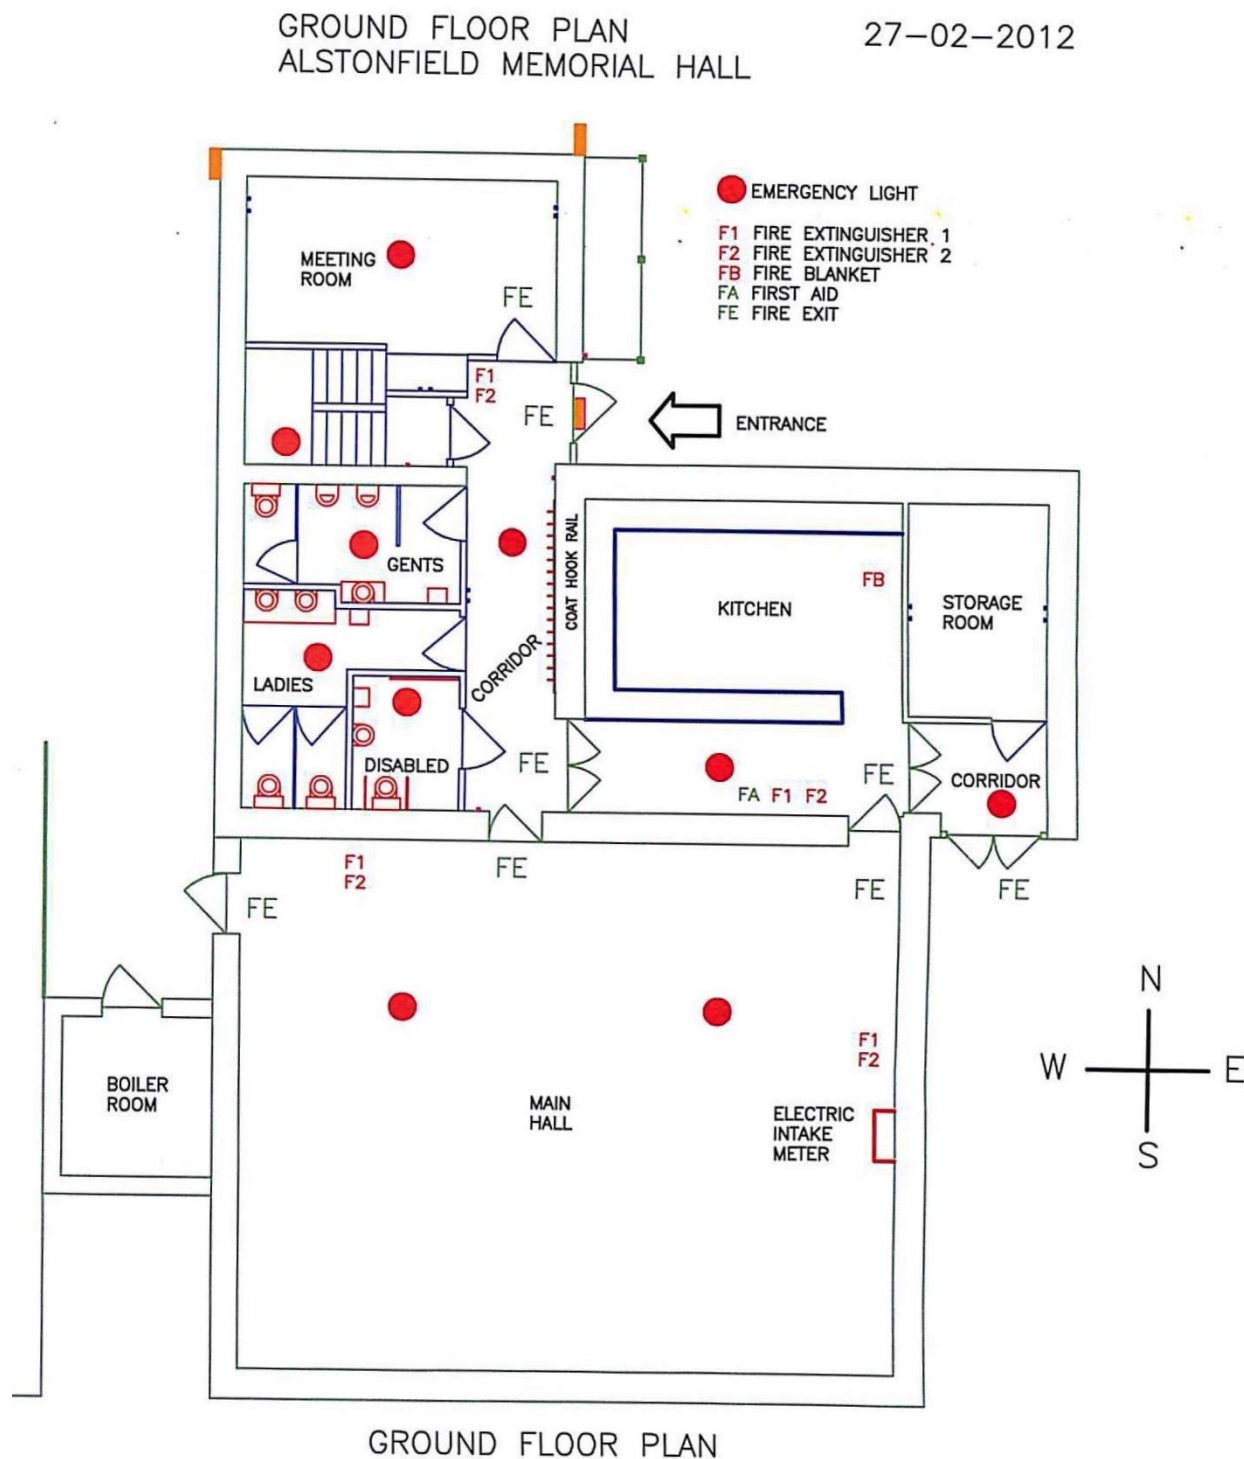 GROUND FLOOR PLAN
ALSTONFIELD MEMORIAL HALL
27-02-2012
EMERGENCY LIGHT
F1 FIRE EXTINGUISHER 1
F2 FIRE EXTINGUISHER 2
FB FIRE BLANKET
FA FIRST AID
FE FIRE EXIT
MEETING
ROOM
FE
F1
F2
FE
ENTRANCE
GENTS
COAT HOOK RAIL
KITCHEN
FB
STORAGE
ROOM
CORRIDOR
LADIES
DISABLED
FE
FE
CORRIDOR
FA F1 F2
F1
F2
FE
FE
FE
FE
N
W E
S
F1
F2
BOILER
ROOM
MAIN
HALL
ELECTRIC
INTAKE
METER
GROUND FLOOR PLAN